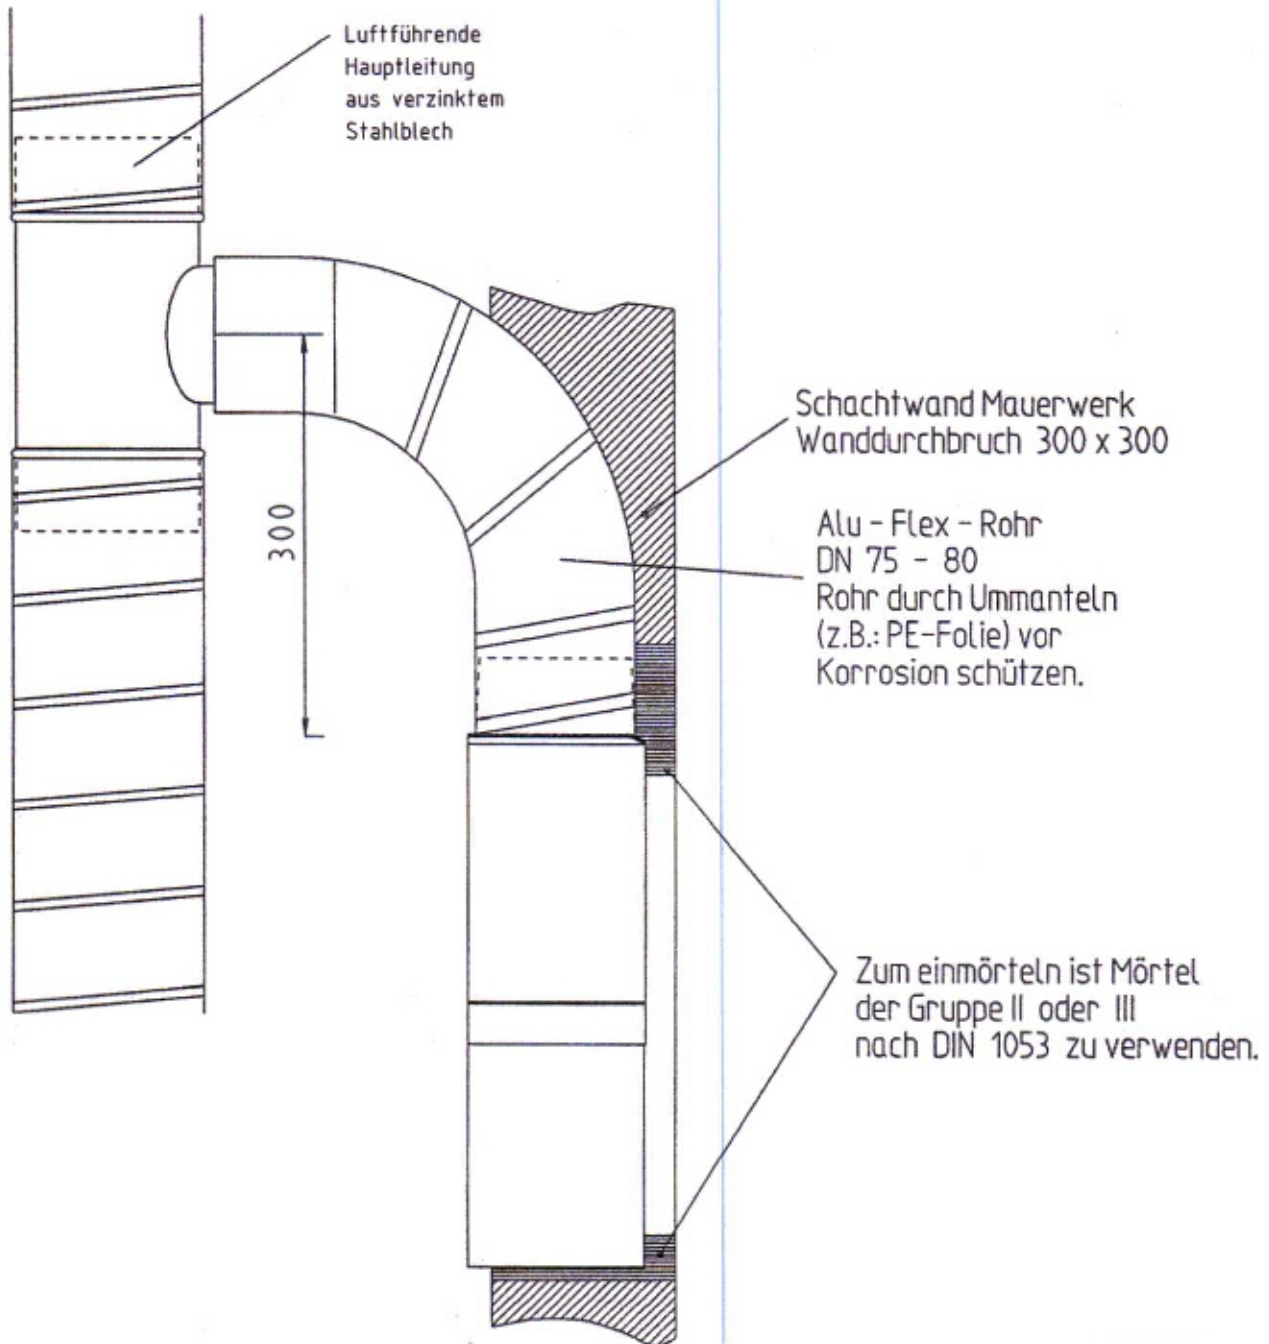 Luftführende
Hauptleitung
aus verzinktem
Stahlblech
300
Schachtwand Mauerwerk
Wanddurchbruch 300 x 300
Alu - Flex - Rohr
DN 75 - 80
Rohr durch Ummanteln
(z.B.: PE-Folie) vor
Korrosion schützen.
Zum einmörteln ist Mörtel
der Gruppe II oder III
nach DIN 1053 zu verwenden.